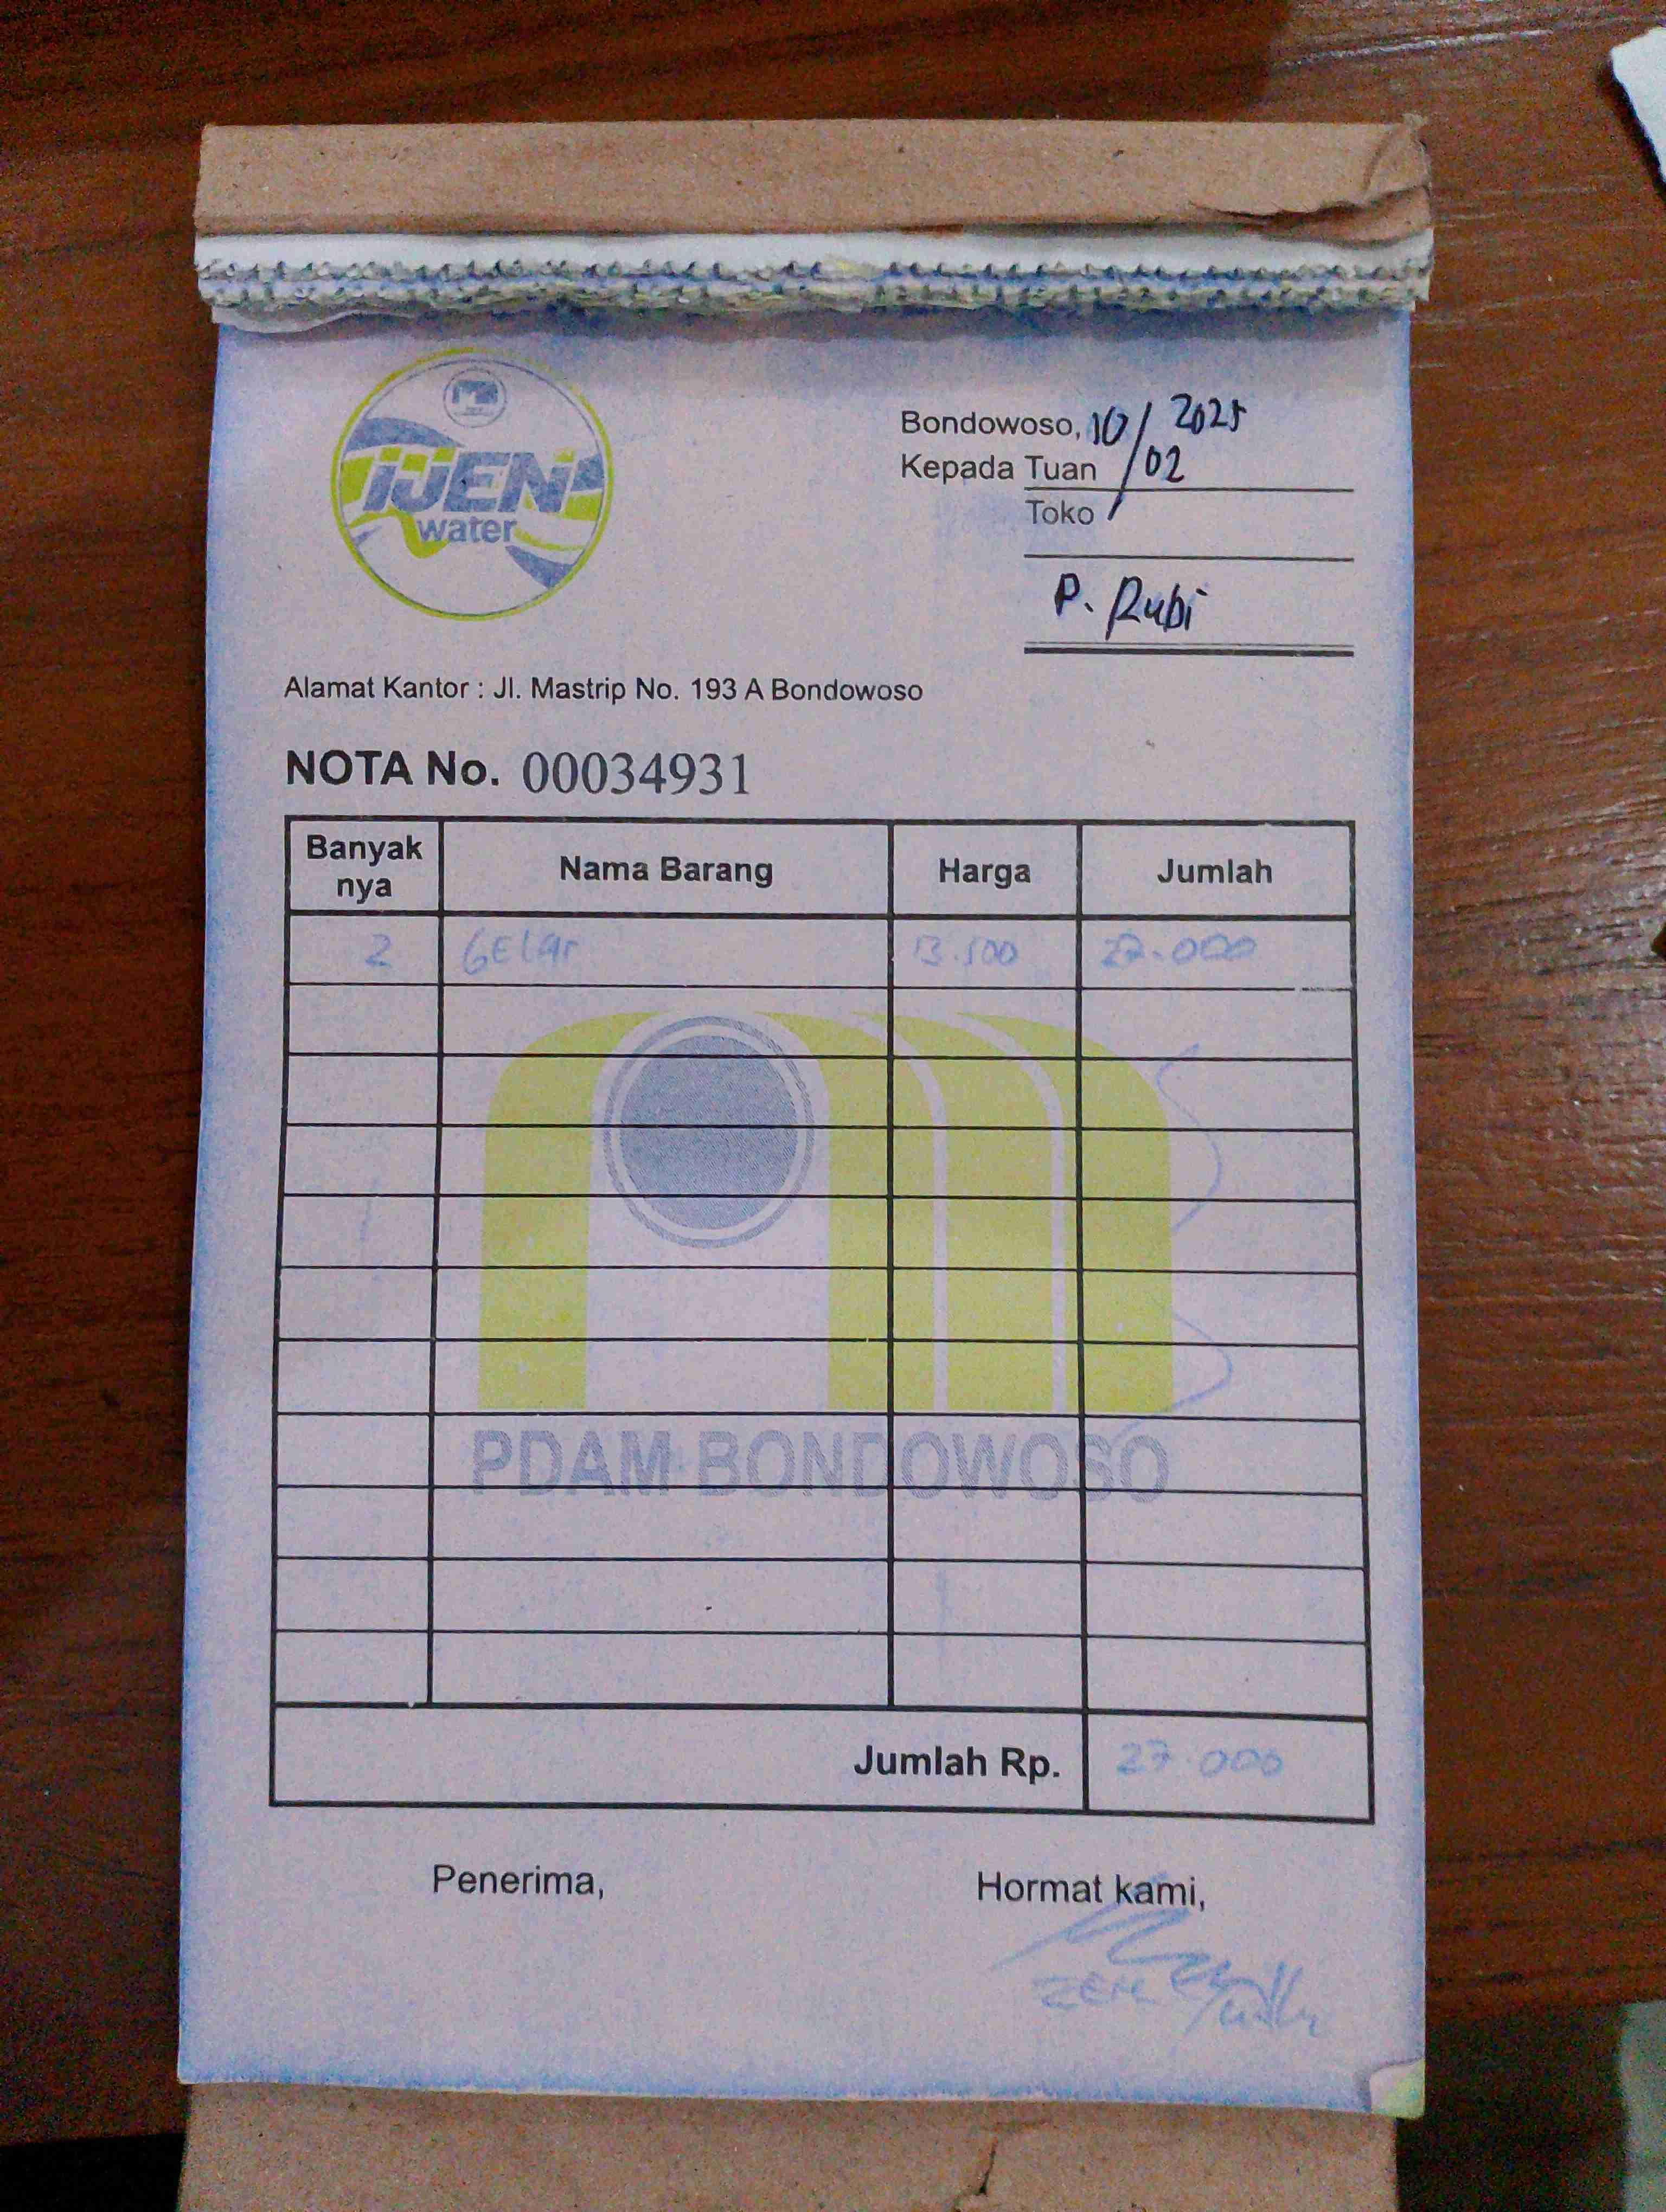 IJEN
water
Bondowoso, 10/02 2025
Kepada Tuan
Toko
P. Rubi
Alamat Kantor : Jl. Mastrip No. 193 A Bondowoso
NOTA No. 00034931
Banyak nya Nama Barang Harga Jumlah
2 GElas 13.500 27.000
PDAM BONDOWOSO
Jumlah Rp. 27.000
Penerima, Hormat kami,